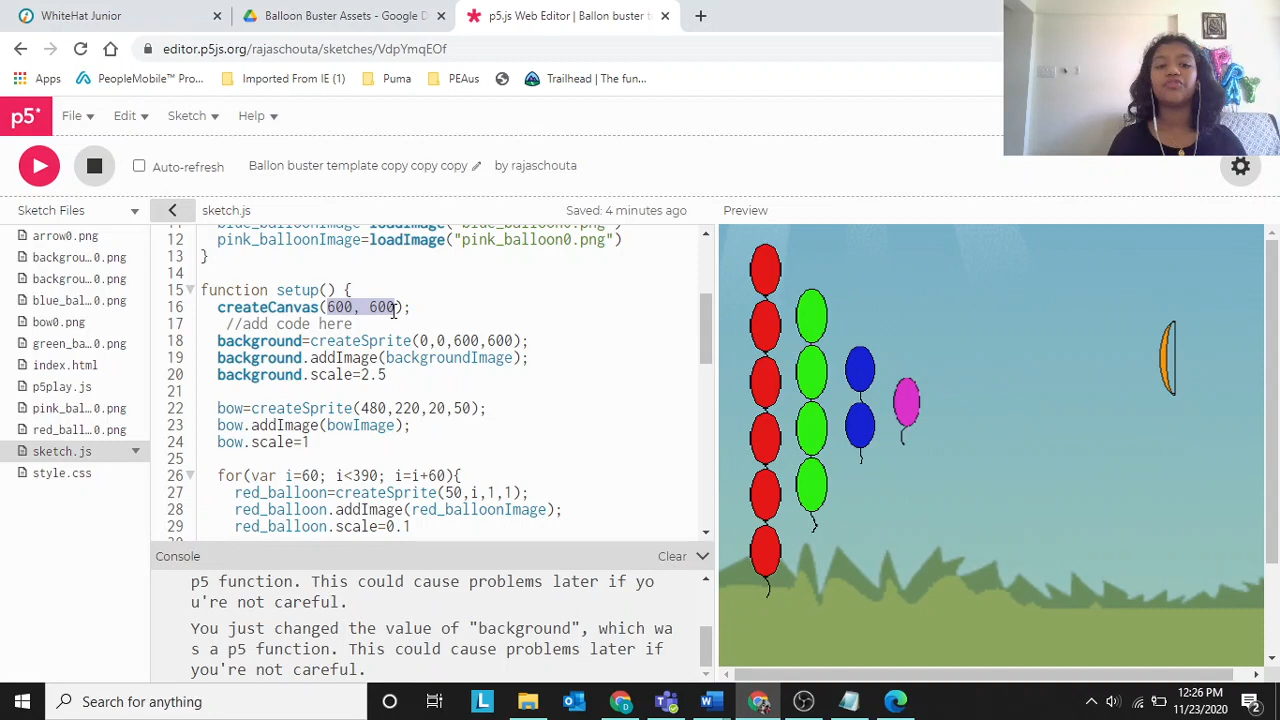 WhiteHat Junior
Balloon Buster Assets - Google D
p5.js Web Editor | Ballon buster te
editor.p5js.org/rajaschouta/sketches/VdpYmqEOf
Apps
PeopleMobile™ Pro...
Imported From IE (1)
Puma
PEAus
Trailhead | The fun...
p5*
File
Edit
Sketch
Help
Auto-refresh
Ballon buster template copy copy copy
by rajaschouta
Sketch Files
sketch.js
Saved: 4 minutes ago
Preview
arrow0.png
backgrou...0.png
backgrou...0.png
blue_bal...0.png
bow0.png
green_ba...0.png
index.html
p5play.js
pink_bal...0.png
red_ball...0.png
sketch.js
style.css
11 blue_balloonImage=loadImage("blue_balloon0.png")
12 pink_balloonImage=loadImage("pink_balloon0.png")
13 }
14
15 function setup() {
16 createCanvas(600, 600);
17 //add code here
18 background=createSprite(0,0,600,600);
19 background.addImage(backgroundImage);
20 background.scale=2.5
21
22 bow=createSprite(480,220,20,50);
23 bow.addImage(bowImage);
24 bow.scale=1
25
26 for(var i=60; i<390; i=i+60){
27 red_balloon=createSprite(50,i,1,1);
28 red_balloon.addImage(red_balloonImage);
29 red_balloon.scale=0.1
Console
Clear
p5 function. This could cause problems later if yo
u're not careful.
You just changed the value of "background", which wa
s a p5 function. This could cause problems later if
you're not careful.
Search for anything
12:26 PM
11/23/2020
2